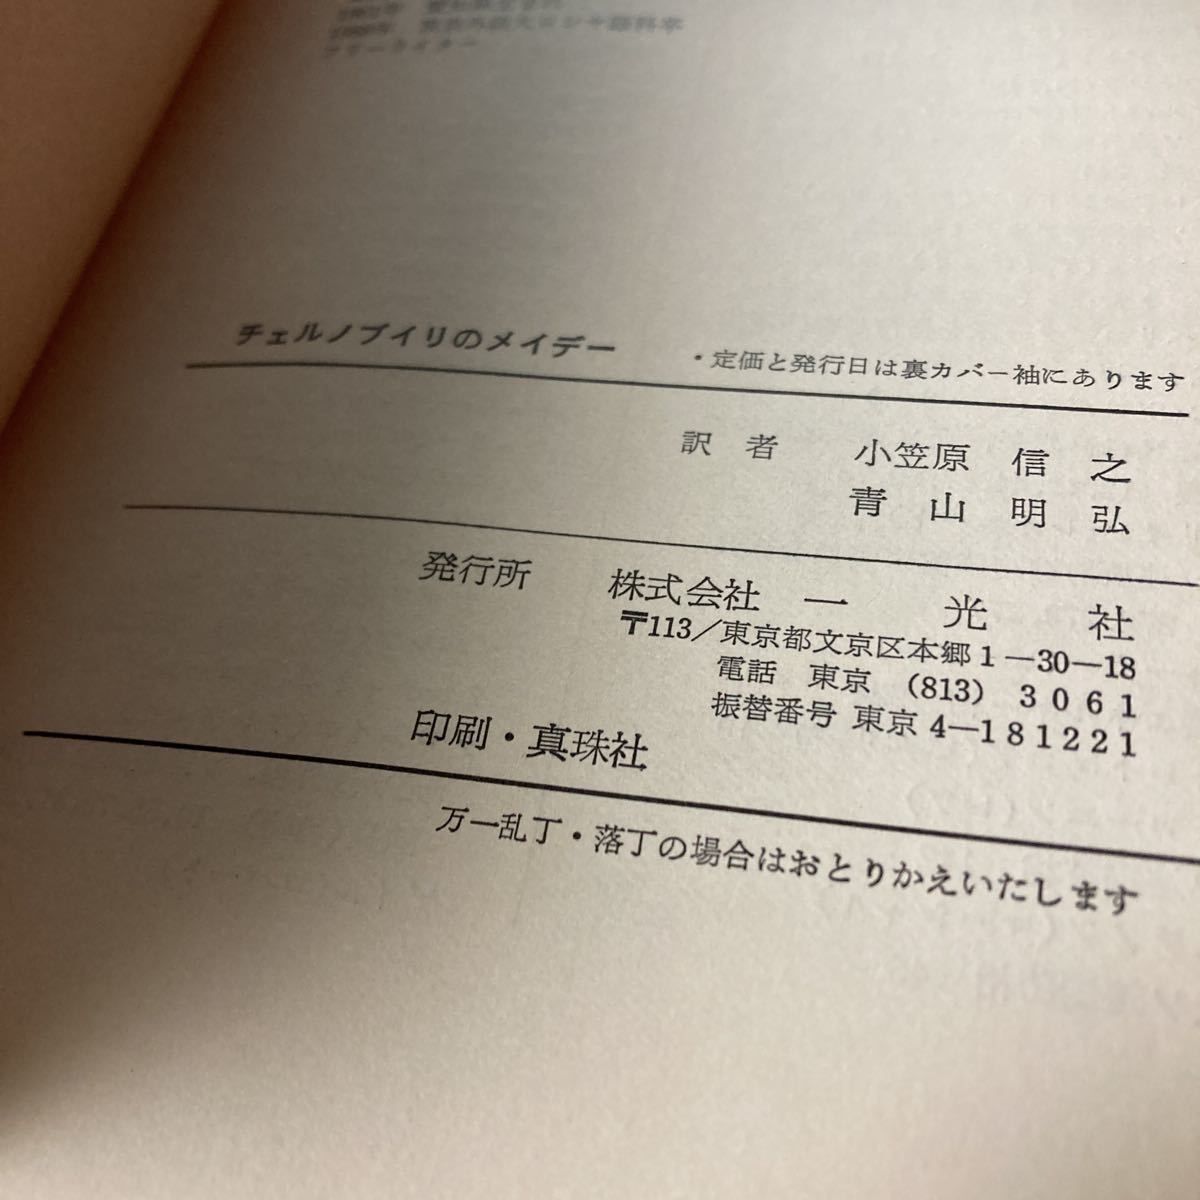 チェルノブイリのメイデー ・定価と発行日は裏カバー袖にあります
訳者 小笠原 信之
青山明弘
発行所 株式会社 一光社
〒113/東京都文京区本郷1—30—18
電話 東京 (813) 3061
振替番号 東京4—181221
印刷・真珠社
万一乱丁・落丁の場合はおとりかえいたします